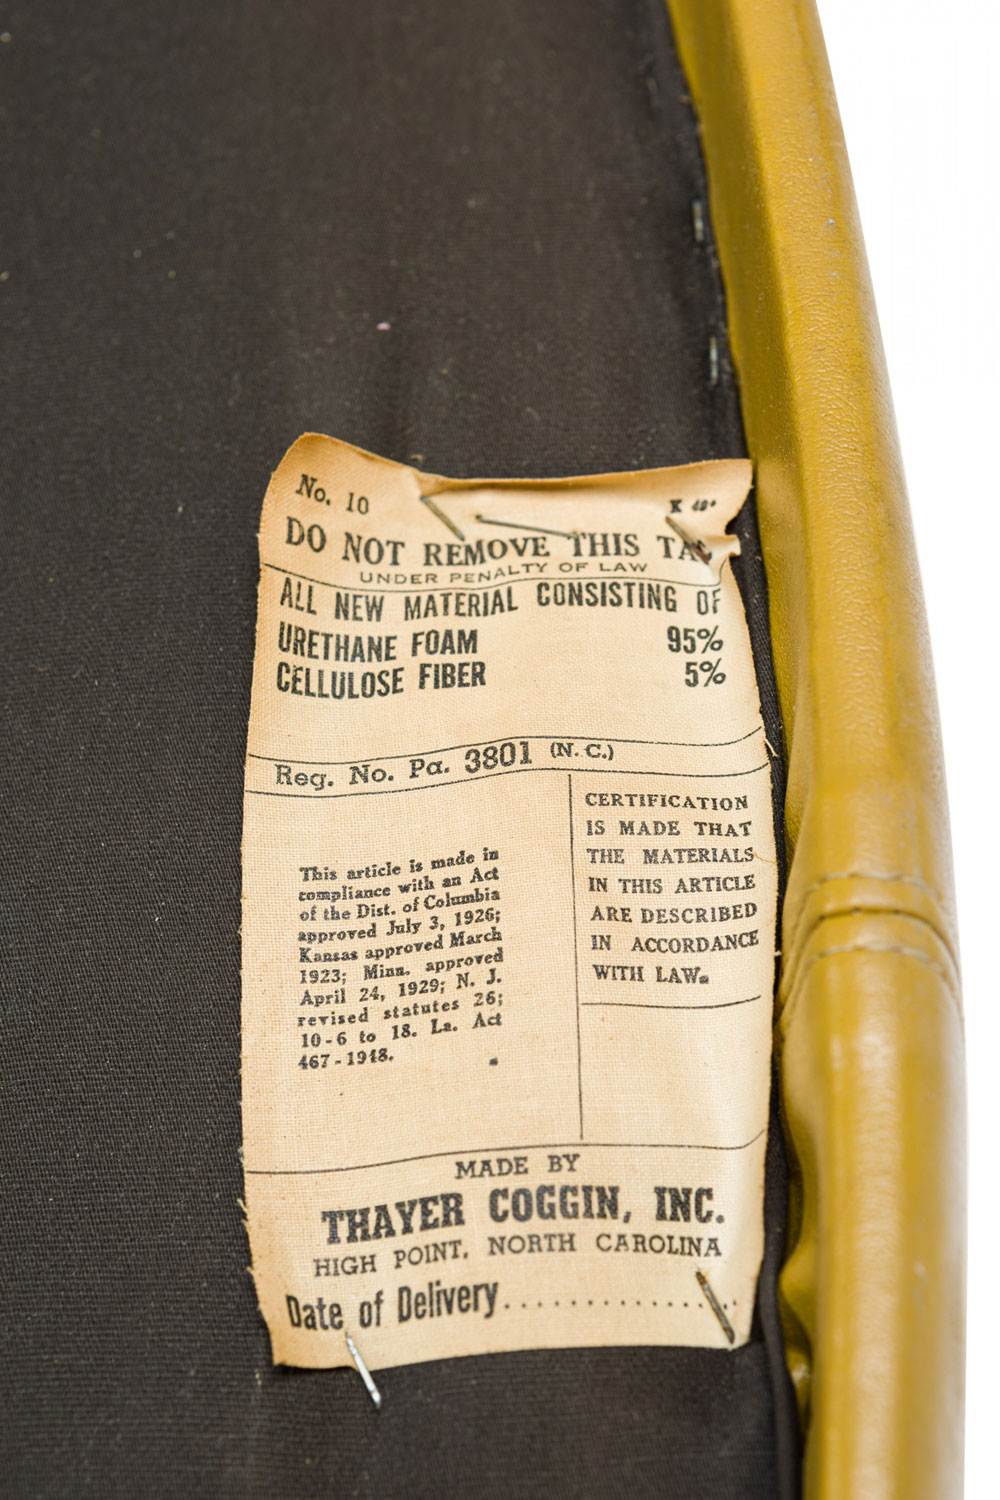 No. 10
DO NOT REMOVE THIS TAG
UNDER PENALTY OF LAW
ALL NEW MATERIAL CONSISTING OF
URETHANE FOAM 95%
CELLULOSE FIBER 5%
Reg. No. Pa. 3801 (N. C.)
This article is made in
compliance with an Act
of the Dist. of Columbia
approved July 3, 1926;
Kansas approved March
1923; Minn. approved
April 24, 1929; N. J.
revised statutes 26;
10-6 to 18. La. Act
467-1948.
CERTIFICATION
IS MADE THAT
THE MATERIALS
IN THIS ARTICLE
ARE DESCRIBED
IN ACCORDANCE
WITH LAW.
MADE BY
THAYER COGGIN, INC.
HIGH POINT, NORTH CAROLINA
Date of Delivery..................